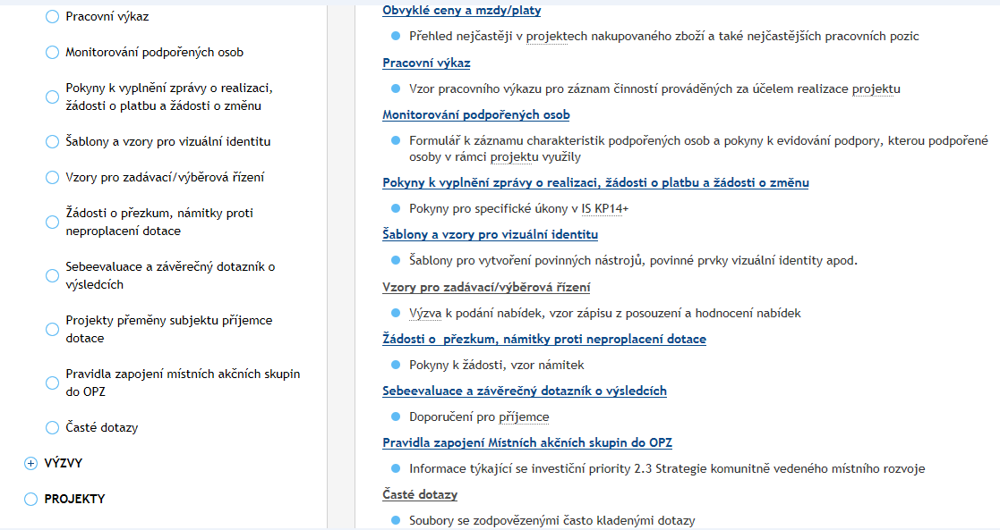 Pracovní výkaz
Monitorování podpořených osob
Pokyny k vyplnění zprávy o realizaci,
žádosti o platbu a žádosti o změnu
Šablony a vzory pro vizuální identitu
Vzory pro zadávací/výběrová řízení
Žádosti o přezkum, námitky proti
neproplacení dotace
Sebeevaluace a závěrečný dotazník o
výsledcích
Projekty přeměny subjektu příjemce
dotace
Pravidla zapojení místních akčních skupin
do OPZ
Časté dotazy
VÝZVY
PROJEKTY
Obvyklé ceny a mzdy/platy
Přehled nejčastěji v projektech nakupovaného zboží a také nejčastějších pracovních pozic
Pracovní výkaz
Vzor pracovního výkazu pro záznam činností prováděných za účelem realizace projektu
Monitorování podpořených osob
Formulář k záznamu charakteristik podpořených osob a pokyny k evidování podpory, kterou podpořené
osoby v rámci projektu využily
Pokyny k vyplnění zprávy o realizaci, žádosti o platbu a žádosti o změnu
Pokyny pro specifické úkony v IS KP14+
Šablony a vzory pro vizuální identitu
Šablony pro vytvoření povinných nástrojů, povinné prvky vizuální identity apod.
Vzory pro zadávací/výběrová řízení
Výzva k podání nabídek, vzor zápisu z posouzení a hodnocení nabídek
Žádosti o  přezkum, námitky proti neproplacení dotace
Pokyny k žádosti, vzor námitek
Sebeevaluace a závěrečný dotazník o výsledcích
Doporučení pro příjemce
Pravidla zapojení Místních akčních skupin do OPZ
Informace týkající se investiční priority 2.3 Strategie komunitně vedeného místního rozvoje
Časté dotazy
Soubory se zodpovězenými často kladenými dotazy